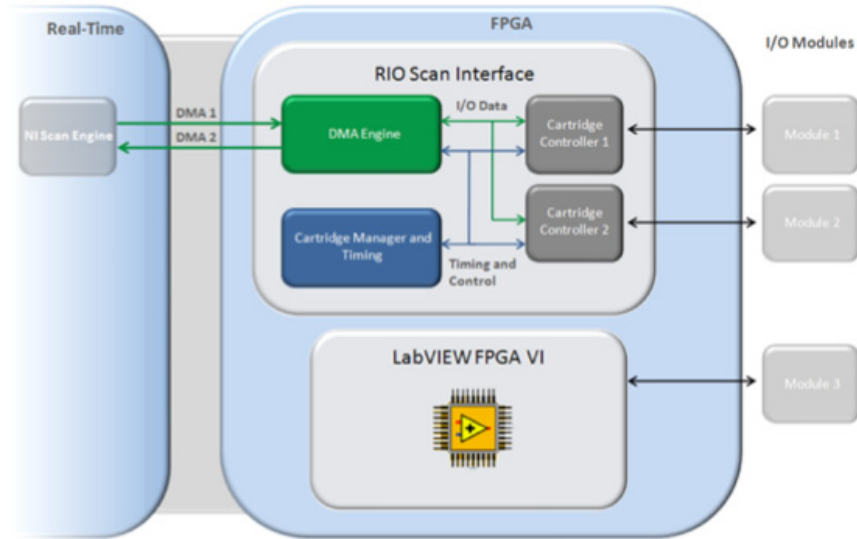 Real-Time
FPGA
I/O Modules
RIO Scan Interface
NI Scan Engine
DMA 1
DMA 2
DMA Engine
I/O Data
Cartridge
Controller 1
Module 1
Cartridge Manager and
Timing
Cartridge
Controller 2
Module 2
Timing and
Control
LabVIEW FPGA VI
Module 3